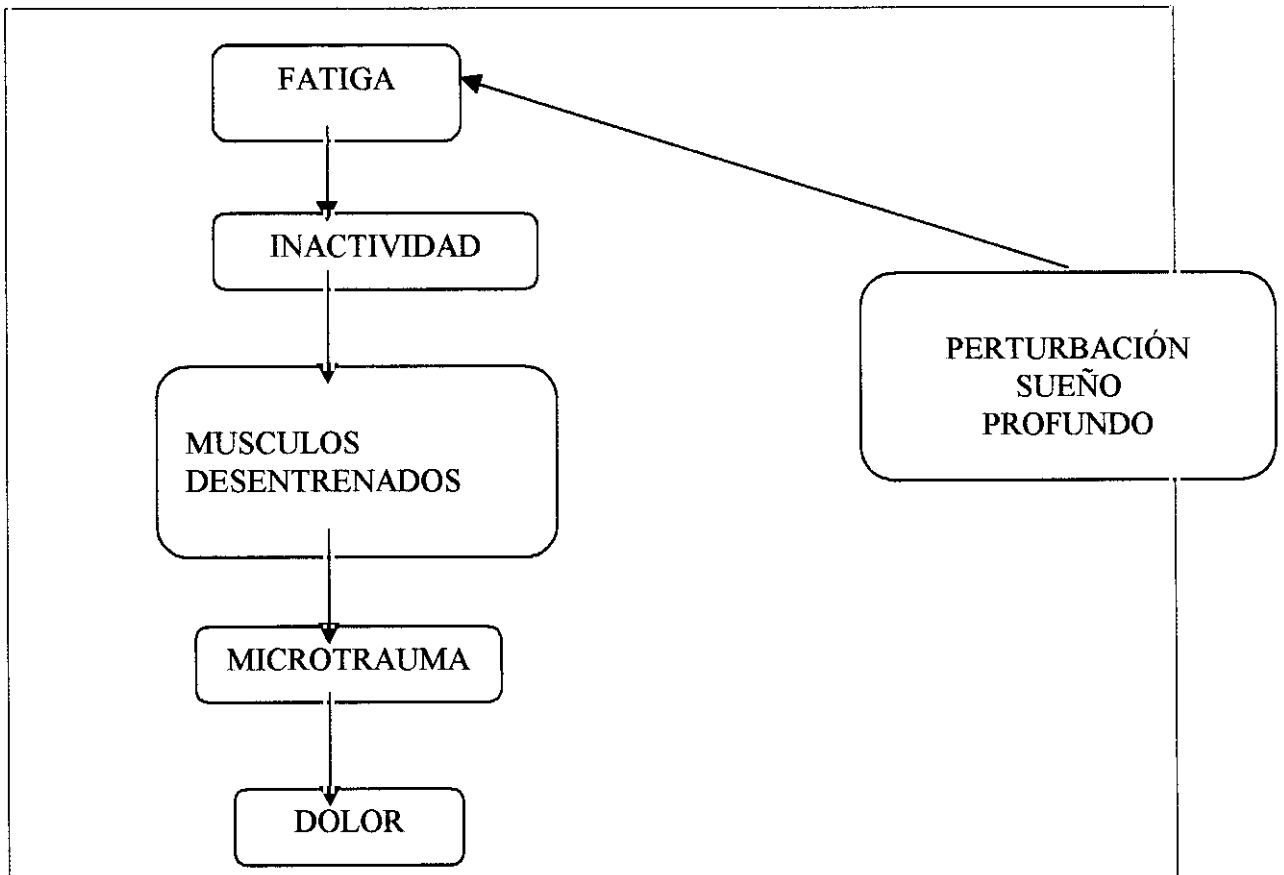 FATIGA
INACTIVIDAD
MUSCULOS
DESENTRENADOS
MICROTRAUMA
DOLOR
PERTURBACIÓN
SUEÑO
PROFUNDO